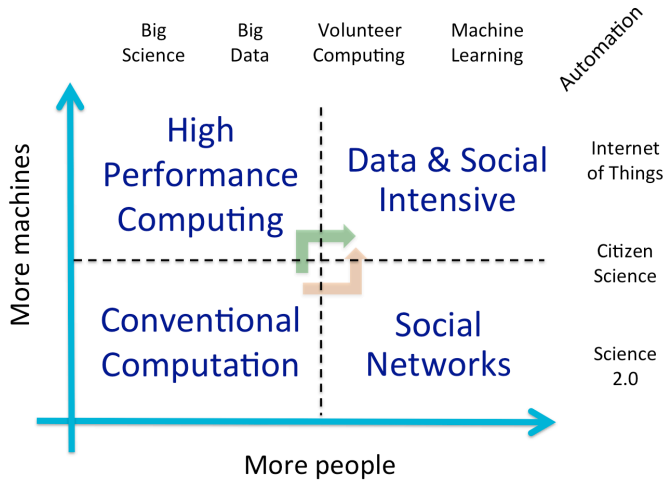 Big
Science
Big
Data
Volunteer
Computing
Machine
Learning
Automation
More machines
High
Performance
Computing
Data & Social
Intensive
Internet
of Things
Citizen
Science
Conventional
Computation
Social
Networks
Science
2.0
More people